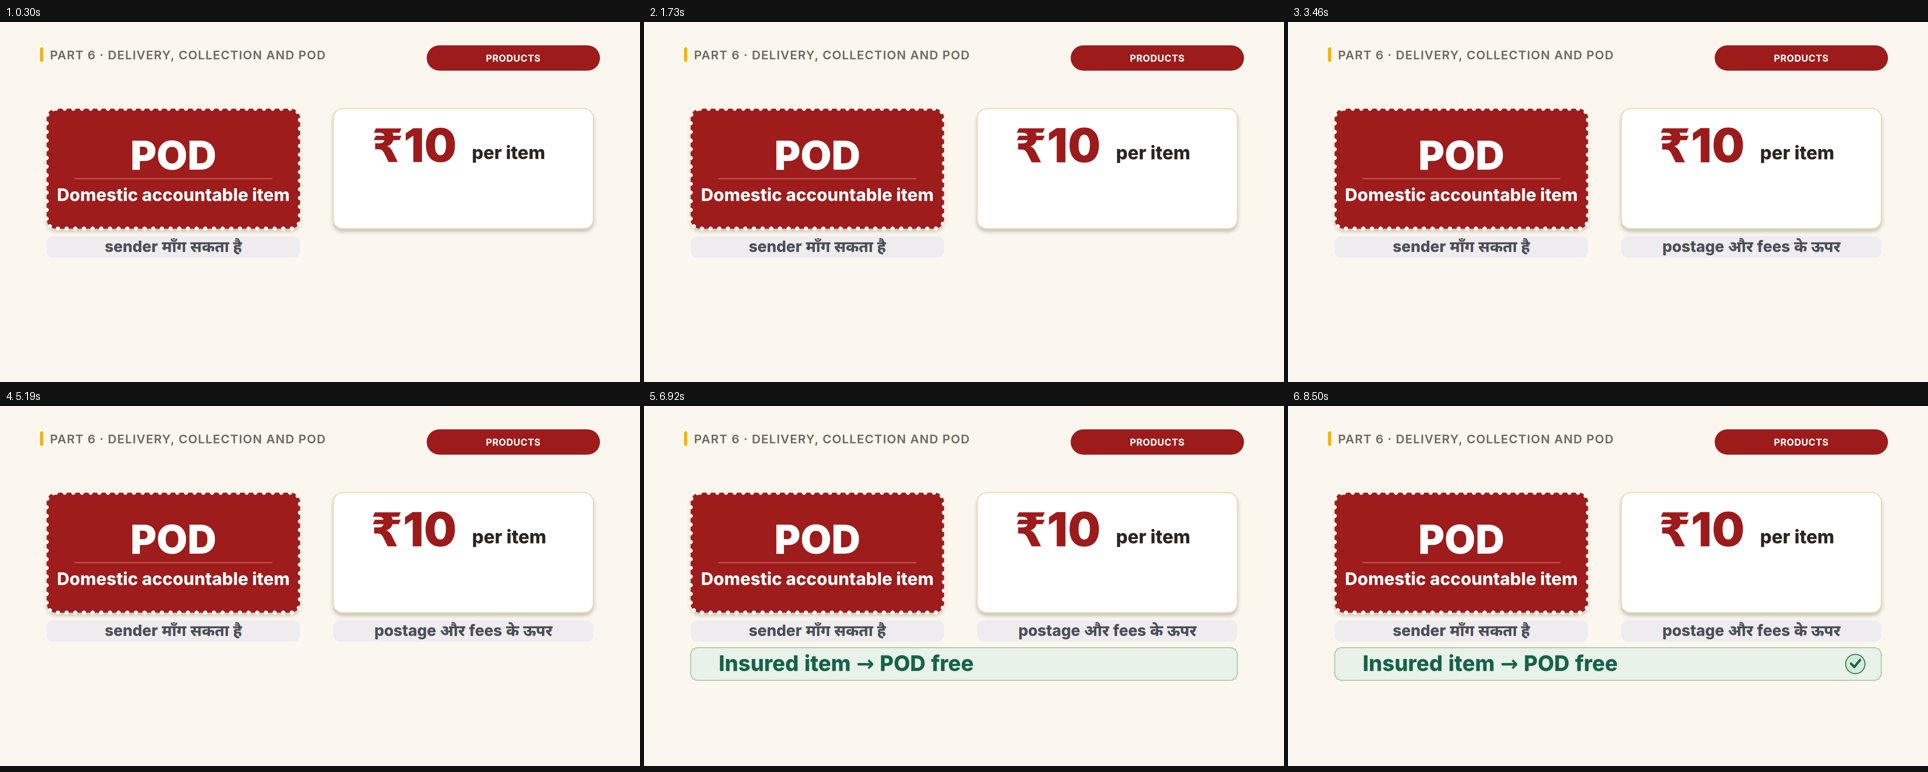 1. 0.30s
PART 6 · DELIVERY, COLLECTION AND POD
PRODUCTS
POD
Domestic accountable item
₹10 per item
sender माँग सकता है
2. 1.73s
PART 6 · DELIVERY, COLLECTION AND POD
PRODUCTS
POD
Domestic accountable item
₹10 per item
sender माँग सकता है
3. 3.46s
PART 6 · DELIVERY, COLLECTION AND POD
PRODUCTS
POD
Domestic accountable item
₹10 per item
sender माँग सकता है
postage और fees के ऊपर
4. 5.19s
PART 6 · DELIVERY, COLLECTION AND POD
PRODUCTS
POD
Domestic accountable item
₹10 per item
sender माँग सकता है
postage और fees के ऊपर
5. 6.92s
PART 6 · DELIVERY, COLLECTION AND POD
PRODUCTS
POD
Domestic accountable item
₹10 per item
sender माँग सकता है
postage और fees के ऊपर
Insured item → POD free
6. 8.50s
PART 6 · DELIVERY, COLLECTION AND POD
PRODUCTS
POD
Domestic accountable item
₹10 per item
sender माँग सकता है
postage और fees के ऊपर
Insured item → POD free